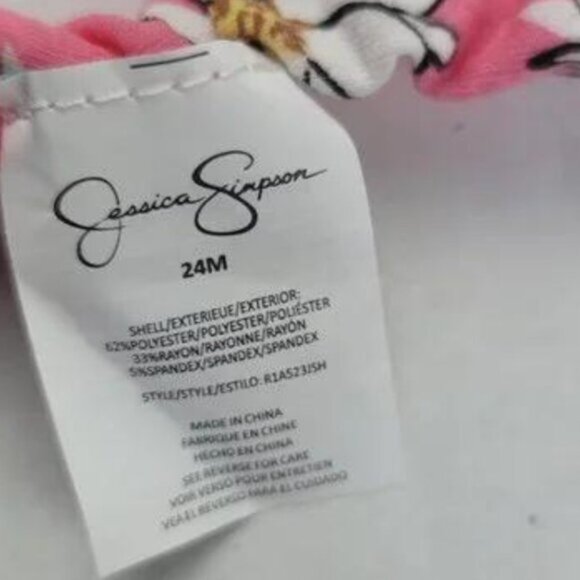 Jessica Simpson
24M
SHELL/EXTERIEUE/EXTERIOR:
62%POLYESTER/POLYESTER/POLIÉSTER
33%RAYON/RAYONNE/RAYÓN
5%SPANDEX/SPANDEX/SPANDEX
STYLE/STYLE/ESTILO: R1A523JSH
MADE IN CHINA
FABRIQUE EN CHINE
HECHO EN CHINA
SEE REVERSE FOR CARE
VOIR VERSO POUR ENTRETIEN
VEA EL REVERSO PARA EL CUIDADO